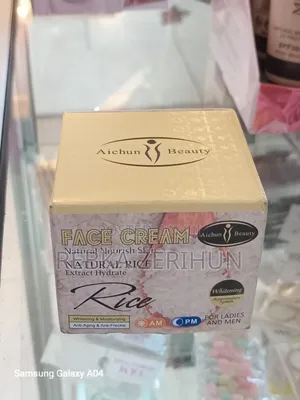 Aichun Beauty
FACE CREAM
Aichun Beauty
Natural Nourish Skin
NATURAL RICE
Extract Hydrate
Rice
Whitening
Whitening & Moisturizing
Anti-Aging & Anti-Freckle
AM
PM
FOR LADIES
AND MEN
Samsung Galaxy A04